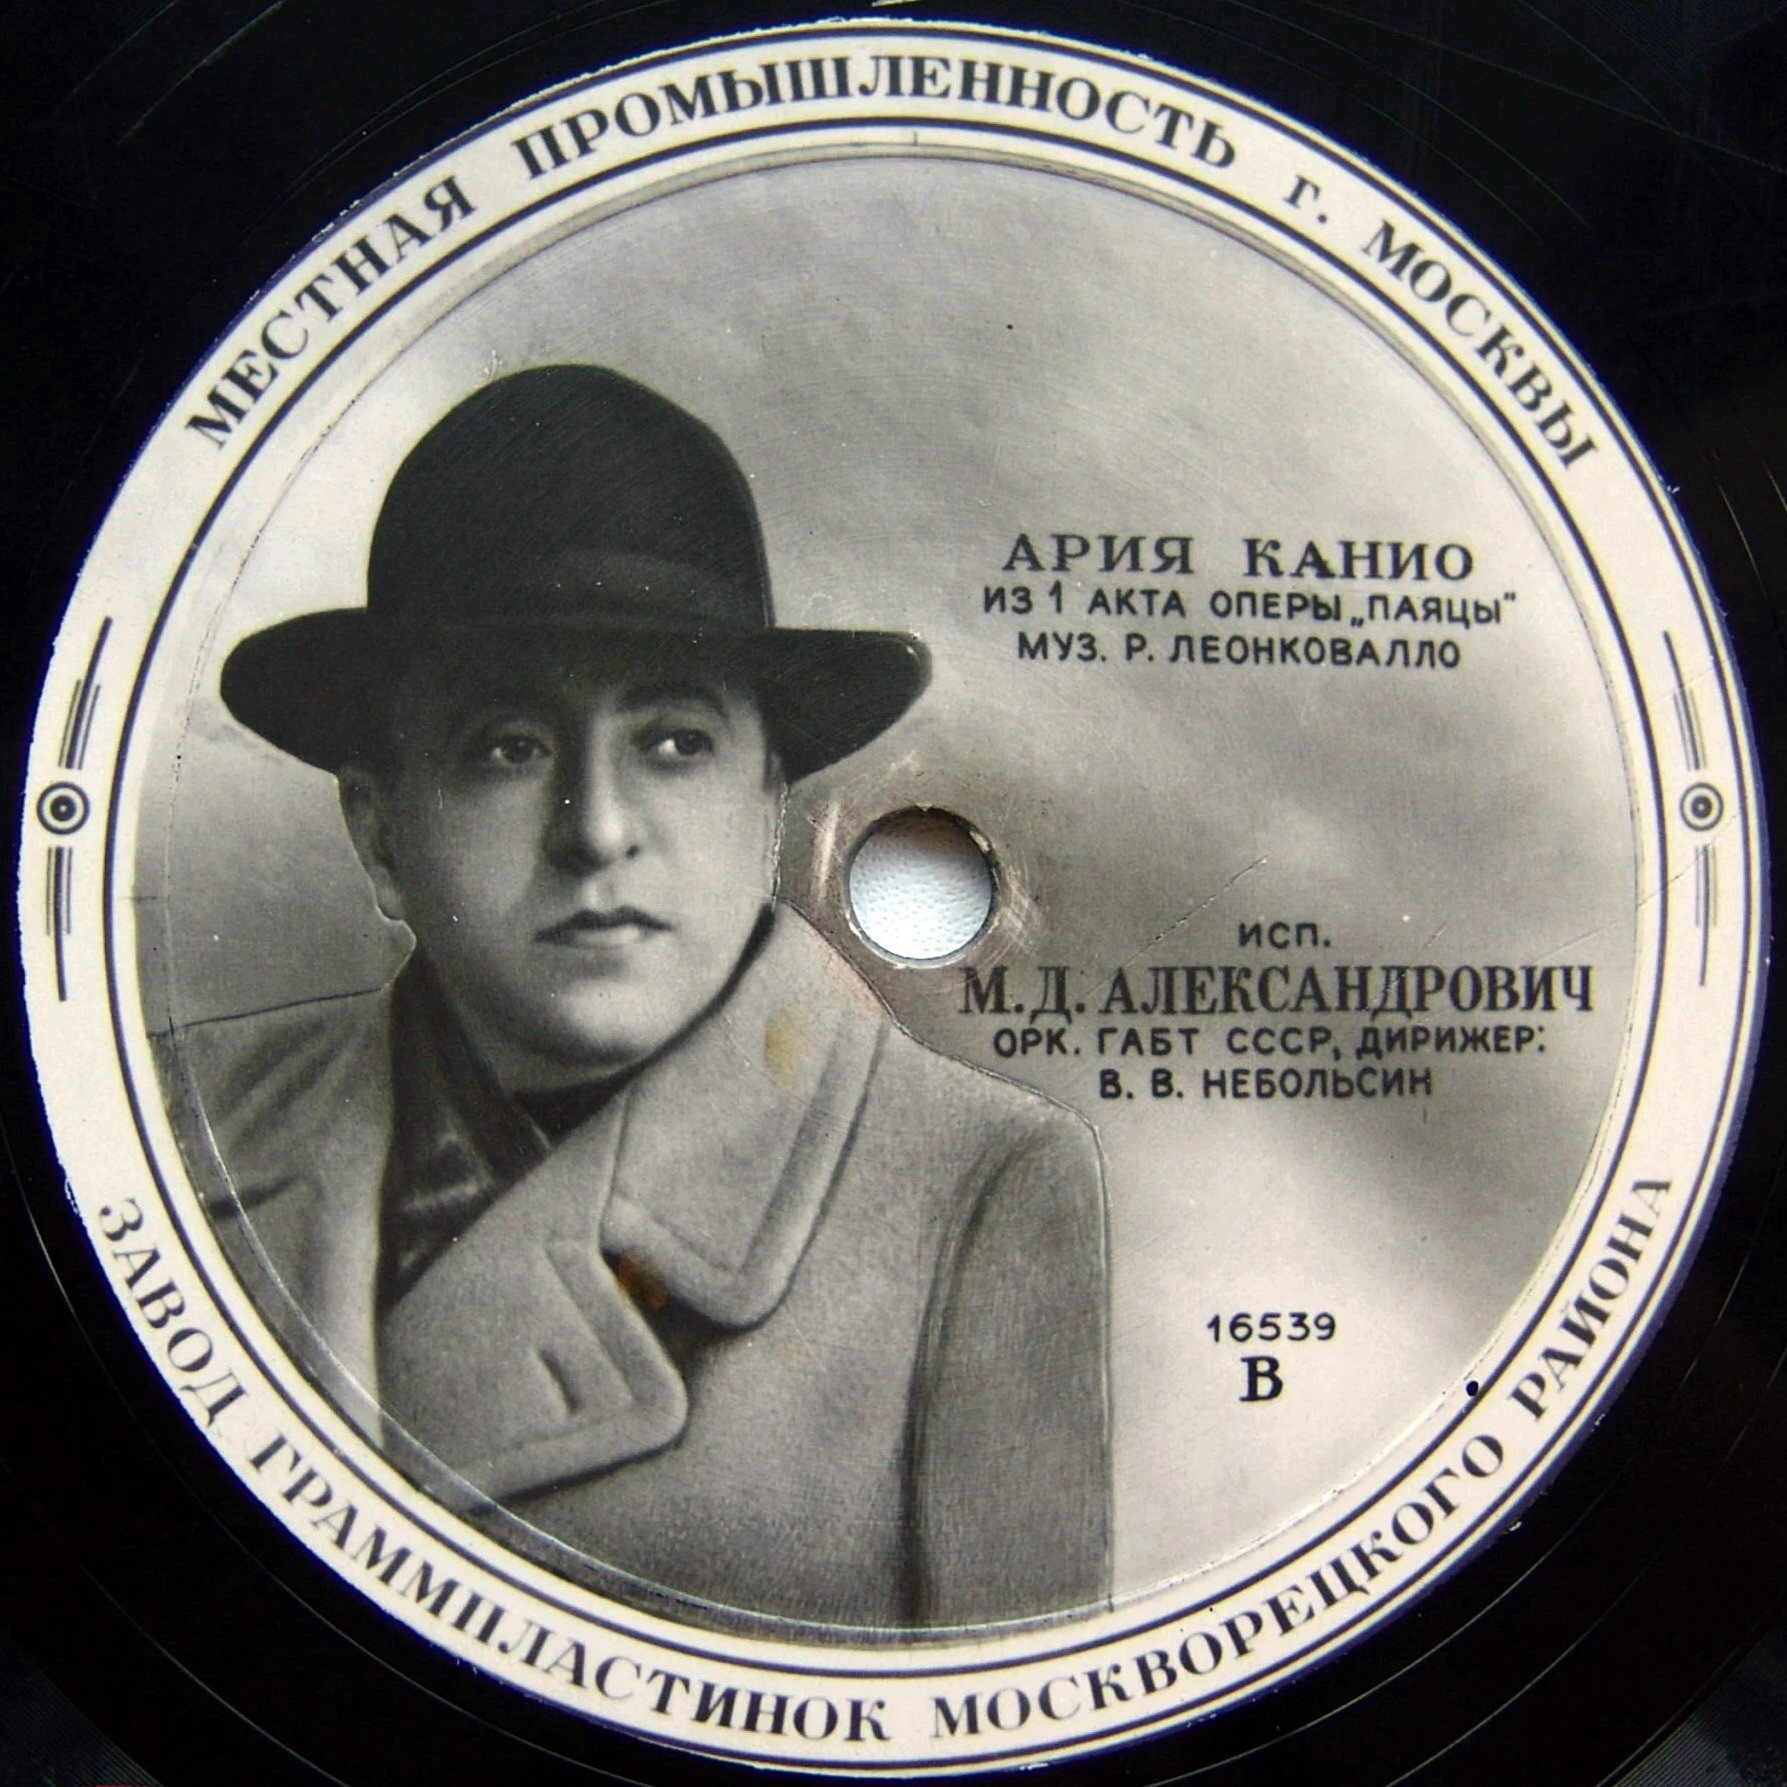 МЕСТНАЯ ПРОМЫШЛЕННОСТЬ г. МОСКВЫ
АРИЯ КАНИО
ИЗ 1 АКТА ОПЕРЫ „ПАЯЦЫ"
МУЗ. Р. ЛЕОНКОВАЛЛО
ИСП.
М. Д. АЛЕКСАНДРОВИЧ
ОРК. ГАБТ СССР, ДИРИЖЕР:
В. В. НЕБОЛЬСИН
16539
В
ЗАВОД ГРАММПЛАСТИНОК МОСКВОРЕЦКОГО РАЙОНА